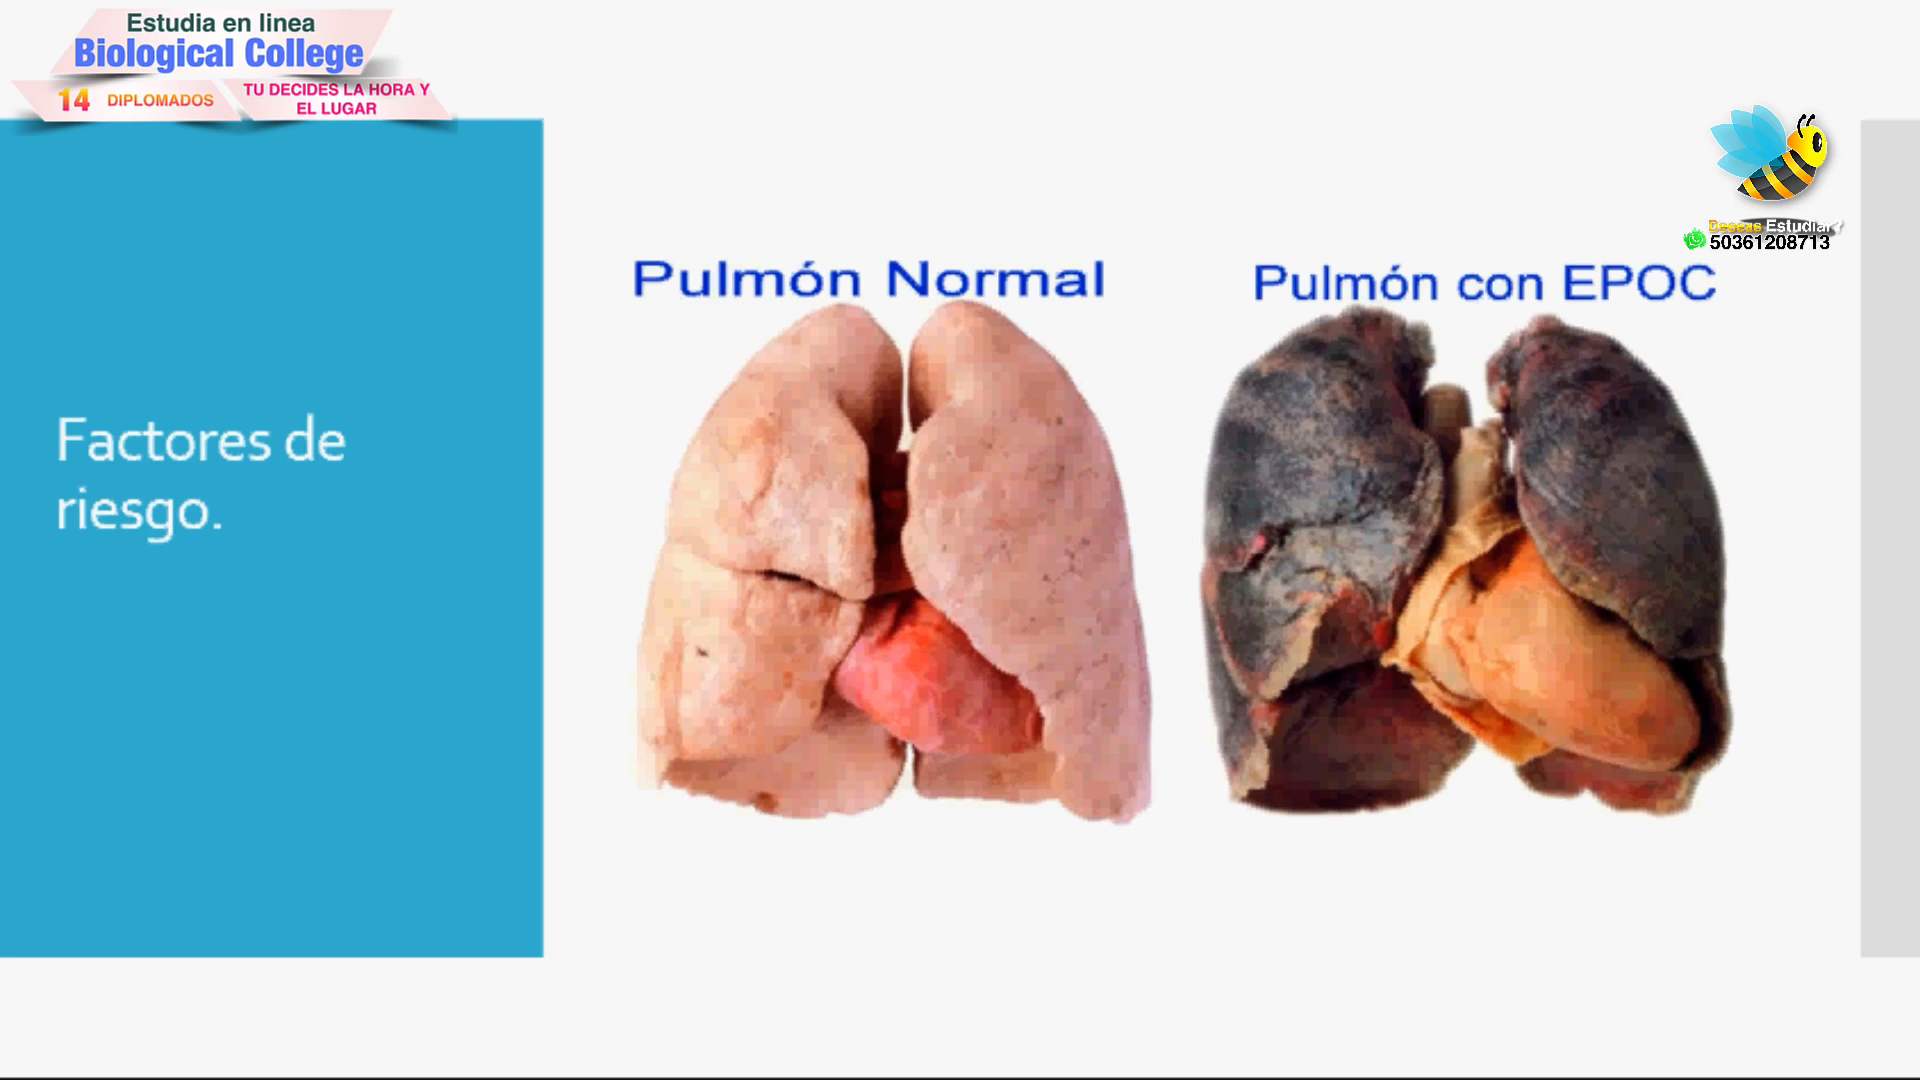 Estudia en linea
Biological College
14 DIPLOMADOS
TU DECIDES LA HORA Y
EL LUGAR
Deseas Estudiar?
50361208713
Pulmón Normal
Pulmón con EPOC
Factores de
riesgo.